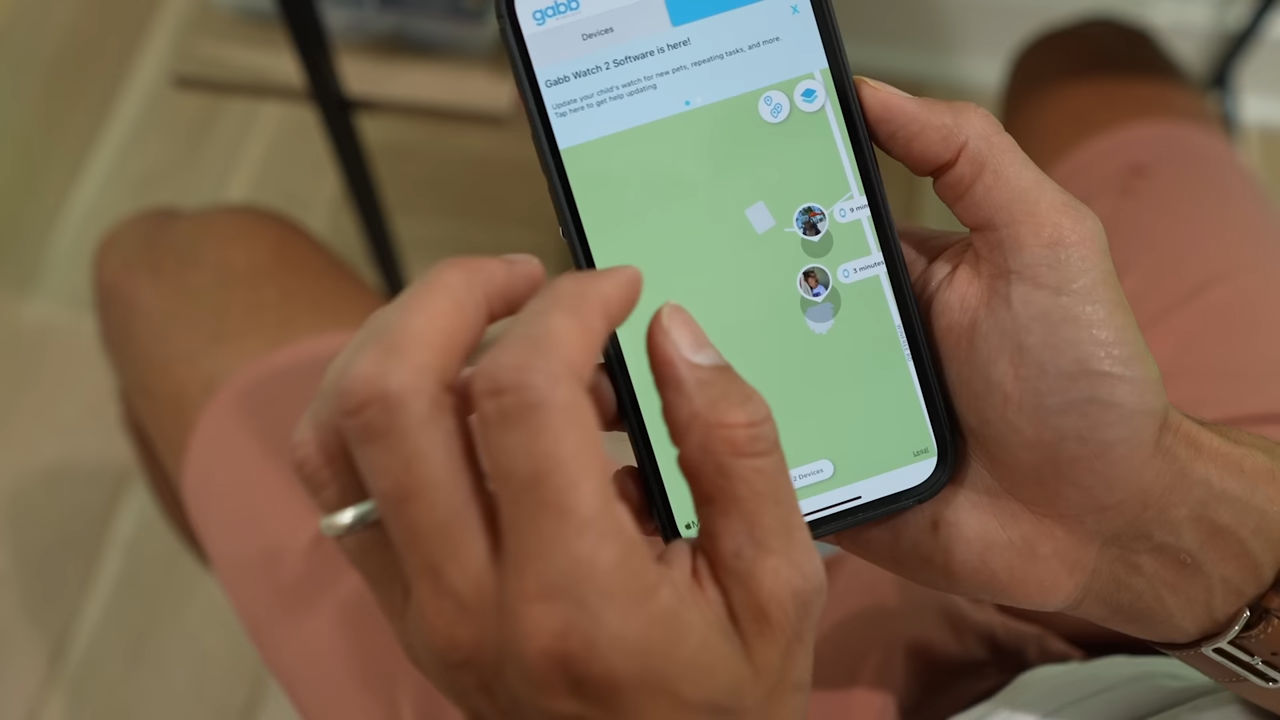 gabb
Devices
X
Gabb Watch 2 Software is here!
Update your child's watch for new pets, repeating tasks, and more.
Tap here to get help updating
9 min
3 minutes
2 Devices
Legal